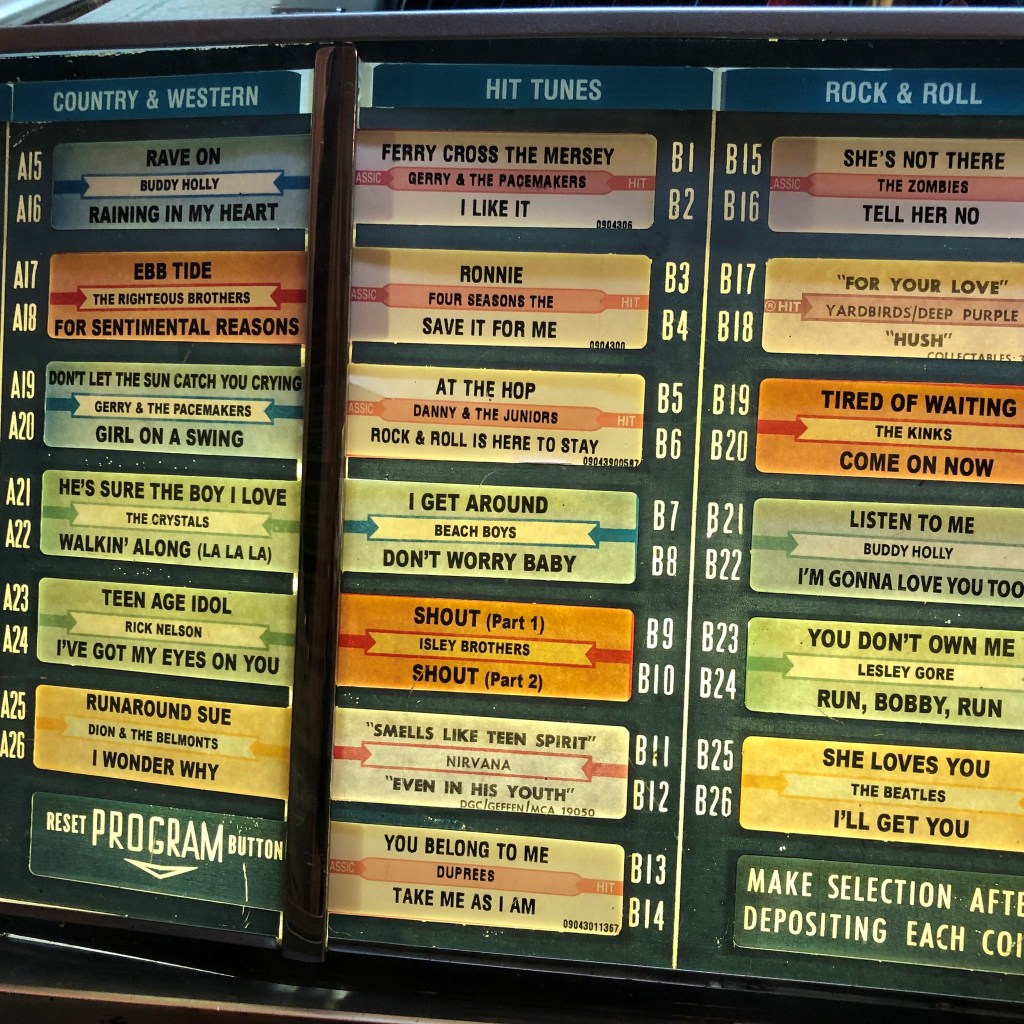 COUNTRY & WESTERN
A15
RAVE ON
BUDDY HOLLY
A16
RAINING IN MY HEART
A17
EBB TIDE
THE RIGHTEOUS BROTHERS
A18
FOR SENTIMENTAL REASONS
A19
DON'T LET THE SUN CATCH YOU CRYING
GERRY & THE PACEMAKERS
A20
GIRL ON A SWING
A21
HE'S SURE THE BOY I LOVE
THE CRYSTALS
A22
WALKIN' ALONG (LA LA LA)
A23
TEEN AGE IDOL
RICK NELSON
A24
I'VE GOT MY EYES ON YOU
A25
RUNAROUND SUE
DION & THE BELMONTS
A26
I WONDER WHY
RESET PROGRAM BUTTON
HIT TUNES
FERRY CROSS THE MERSEY B1
ASSIC GERRY & THE PACEMAKERS HIT
I LIKE IT B2
0904306
RONNIE B3
ASSIC FOUR SEASONS THE HIT
SAVE IT FOR ME B4
0904300
AT THE HOP B5
ASSIC DANNY & THE JUNIORS HIT
ROCK & ROLL IS HERE TO STAY B6
I GET AROUND B7
BEACH BOYS
DON'T WORRY BABY B8
SHOUT (Part 1) B9
ISLEY BROTHERS
SHOUT (Part 2) B10
"SMELLS LIKE TEEN SPIRIT" B11
NIRVANA
"EVEN IN HIS YOUTH" B12
DGC/GEFFEN/MCA 19050
YOU BELONG TO ME B13
ASSIC DUPREES HIT
TAKE ME AS I AM B14
09043011367
ROCK & ROLL
B15 SHE'S NOT THERE
LASSIC THE ZOMBIES
B16 TELL HER NO
B17 "FOR YOUR LOVE"
® HIT YARDBIRDS/DEEP PURPLE
B18 "HUSH"
COLLECTABLES: 3
B19 TIRED OF WAITING
THE KINKS
B20 COME ON NOW
B21 LISTEN TO ME
BUDDY HOLLY
B22 I'M GONNA LOVE YOU TOO
B23 YOU DON'T OWN ME
LESLEY GORE
B24 RUN, BOBBY, RUN
B25 SHE LOVES YOU
THE BEATLES
B26 I'LL GET YOU
MAKE SELECTION AFTE
DEPOSITING EACH COI